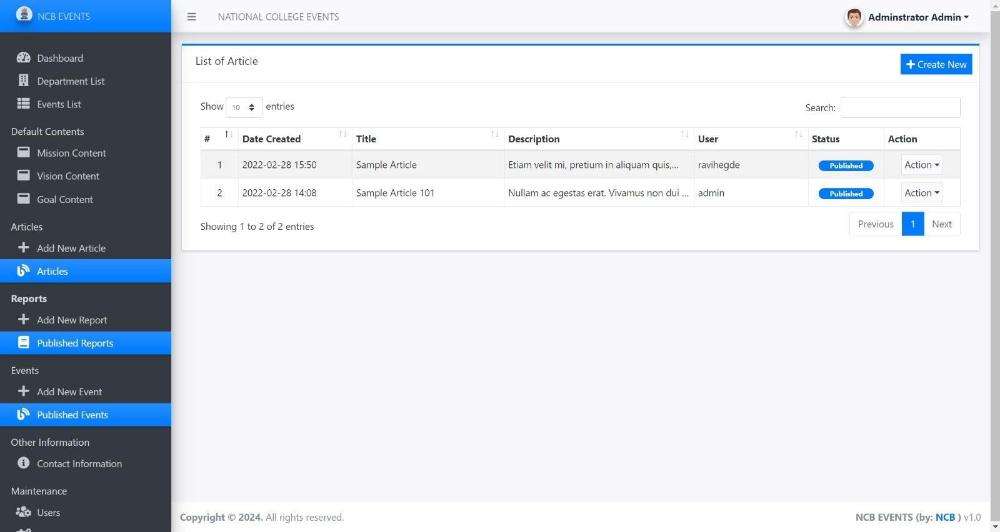 NCB EVENTS
NATIONAL COLLEGE EVENTS
Adminstrator Admin
Dashboard
Department List
Events List
Default Contents
Mission Content
Vision Content
Goal Content
Articles
Add New Article
Articles
Reports
Add New Report
Published Reports
Events
Add New Event
Published Events
Other Information
Contact Information
Maintenance
Users
List of Article
Create New
Show 10 entries
Search:
# Date Created Title Description User Status Action
1 2022-02-28 15:50 Sample Article Etiam velit mi, pretium in aliquam quis,... ravihegde Published Action
2 2022-02-28 14:08 Sample Article 101 Nullam ac egestas erat. Vivamus non dui ... admin Published Action
Showing 1 to 2 of 2 entries
Previous 1 Next
Copyright © 2024. All rights reserved.
NCB EVENTS (by: NCB ) v1.0